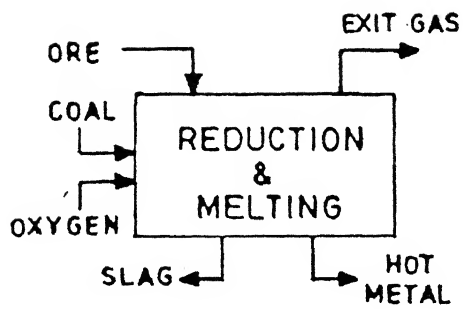 EXIT GAS
ORE
COAL
REDUCTION
&
MELTING
OXYGEN
SLAG
HOT
METAL